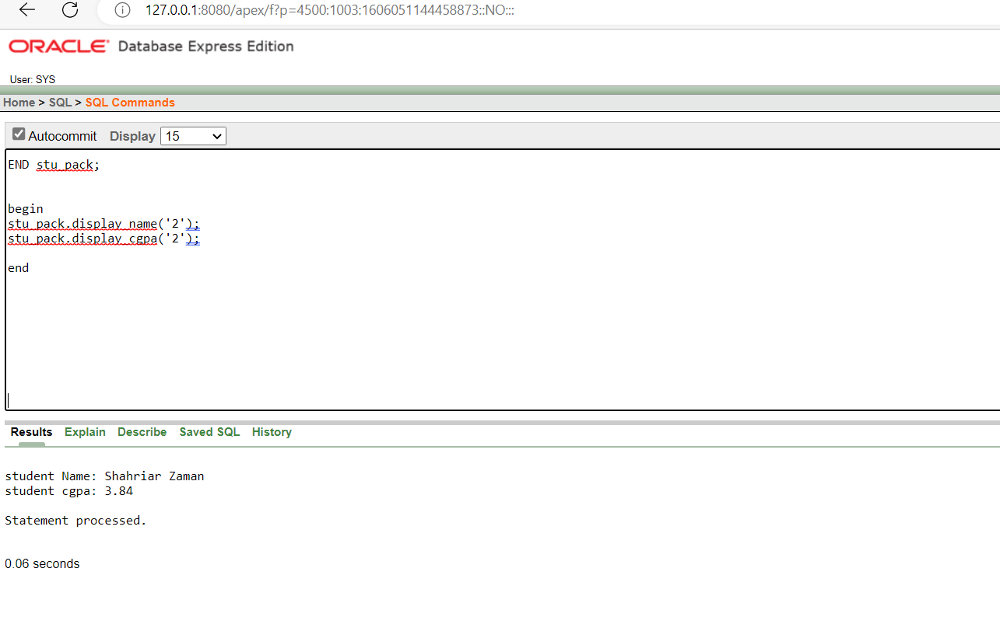 127.0.0.1:8080/apex/f?p=4500:1003:1606051144458873::NO:::
ORACLE Database Express Edition
User: SYS
Home > SQL > SQL Commands
Autocommit Display 15
END stu_pack;
begin
stu_pack.display_name('2');
stu_pack.display_cgpa('2');
end
Results Explain Describe Saved SQL History
student Name: Shahriar Zaman
student cgpa: 3.84
Statement processed.
0.06 seconds